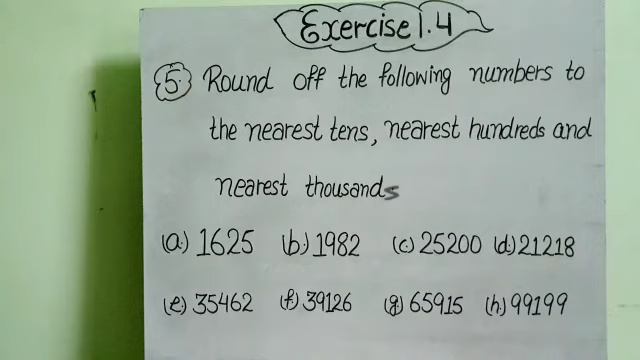 Exercise 1.4
5. Round off the following numbers to
the nearest tens, nearest hundreds and
nearest thousands
(a.) 1625 (b.) 1982 (c) 25200 (d.) 21218
(e.) 35462 (f.) 39126 (g.) 65915 (h.) 99199